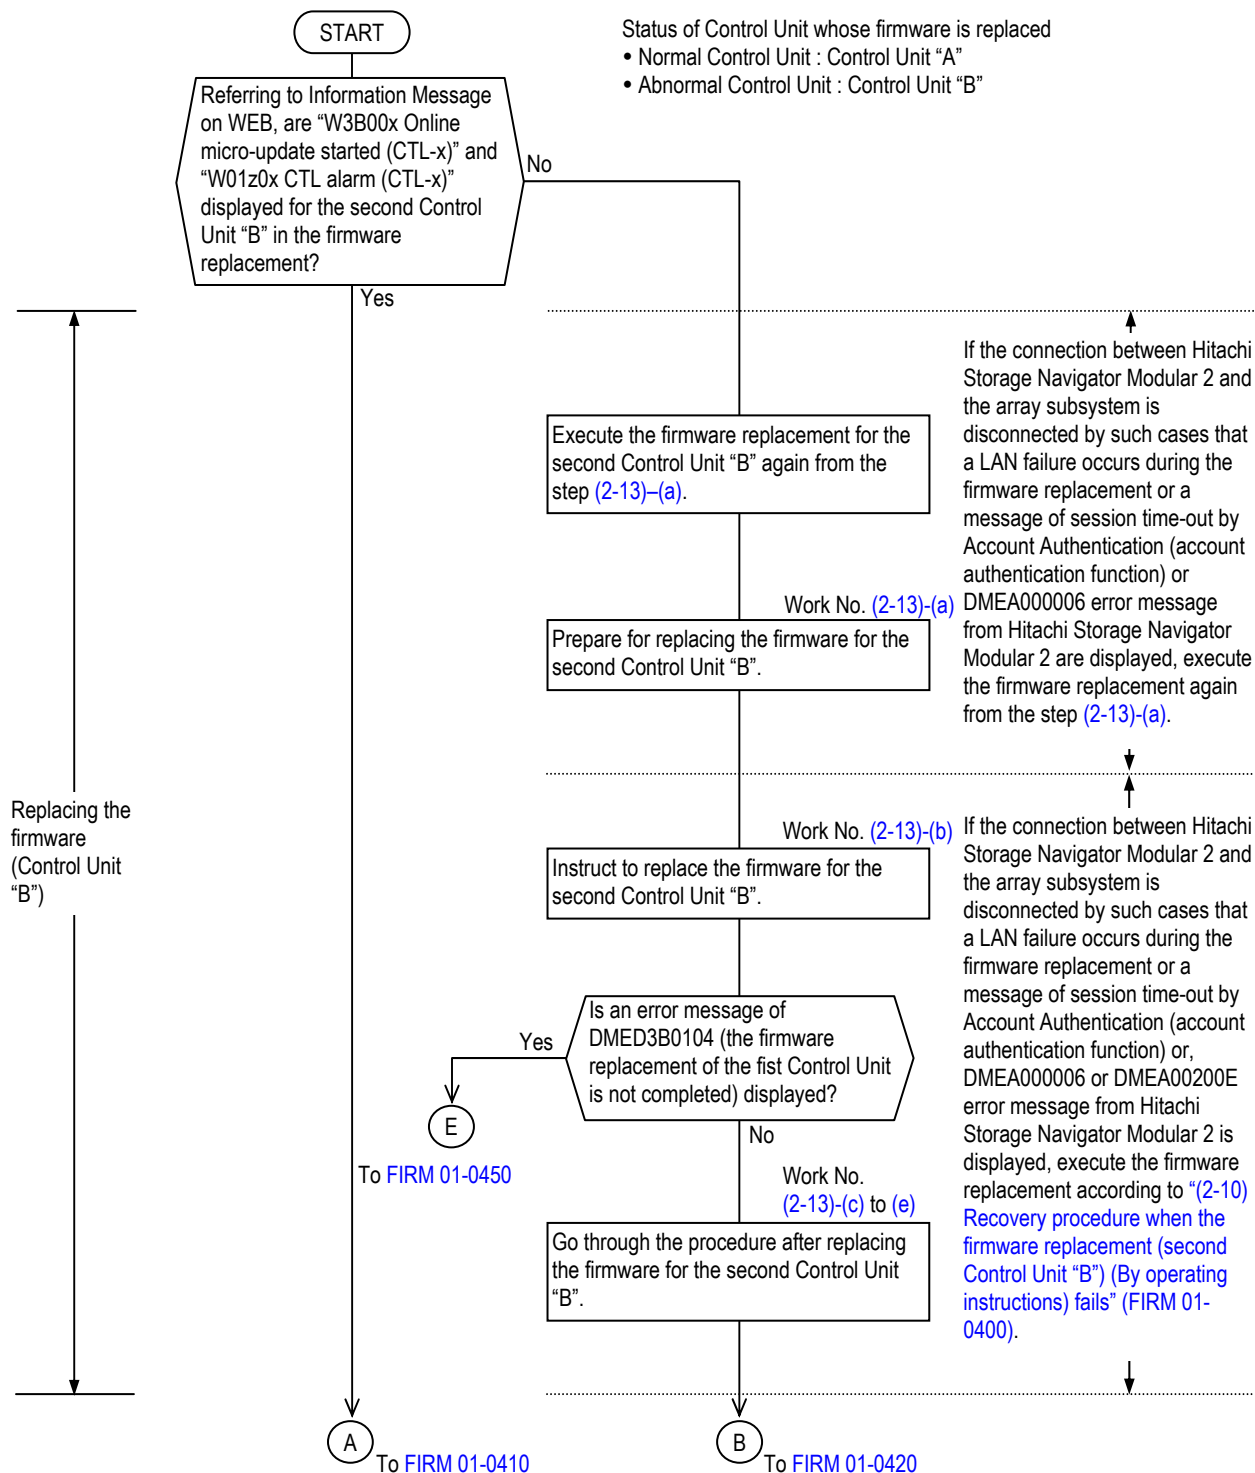 START
Status of Control Unit whose firmware is replaced
• Normal Control Unit : Control Unit “A”
• Abnormal Control Unit : Control Unit “B”
Referring to Information Message
on WEB, are “W3B00x Online
micro-update started (CTL-x)” and
“W01z0x CTL alarm (CTL-x)”
displayed for the second Control
Unit “B” in the firmware
replacement?
No
Yes
Replacing the
firmware
(Control Unit
“B”)
Execute the firmware replacement for the
second Control Unit “B” again from the
step (2-13)–(a).
Work No. (2-13)-(a)
Prepare for replacing the firmware for the
second Control Unit “B”.
If the connection between Hitachi
Storage Navigator Modular 2 and
the array subsystem is
disconnected by such cases that
a LAN failure occurs during the
firmware replacement or a
message of session time-out by
Account Authentication (account
authentication function) or
DMEA000006 error message
from Hitachi Storage Navigator
Modular 2 are displayed, execute
the firmware replacement again
from the step (2-13)-(a).
Work No. (2-13)-(b)
Instruct to replace the firmware for the
second Control Unit “B”.
Is an error message of
DMED3B0104 (the firmware
replacement of the fist Control Unit
is not completed) displayed?
Yes
E
To FIRM 01-0450
No
Work No.
(2-13)-(c) to (e)
Go through the procedure after replacing
the firmware for the second Control Unit
“B”.
If the connection between Hitachi
Storage Navigator Modular 2 and
the array subsystem is
disconnected by such cases that
a LAN failure occurs during the
firmware replacement or a
message of session time-out by
Account Authentication (account
authentication function) or,
DMEA000006 or DMEA00200E
error message from Hitachi
Storage Navigator Modular 2 is
displayed, execute the firmware
replacement according to “(2-10)
Recovery procedure when the
firmware replacement (second
Control Unit “B”) (By operating
instructions) fails” (FIRM 01-
0400).
A
To FIRM 01-0410
B
To FIRM 01-0420